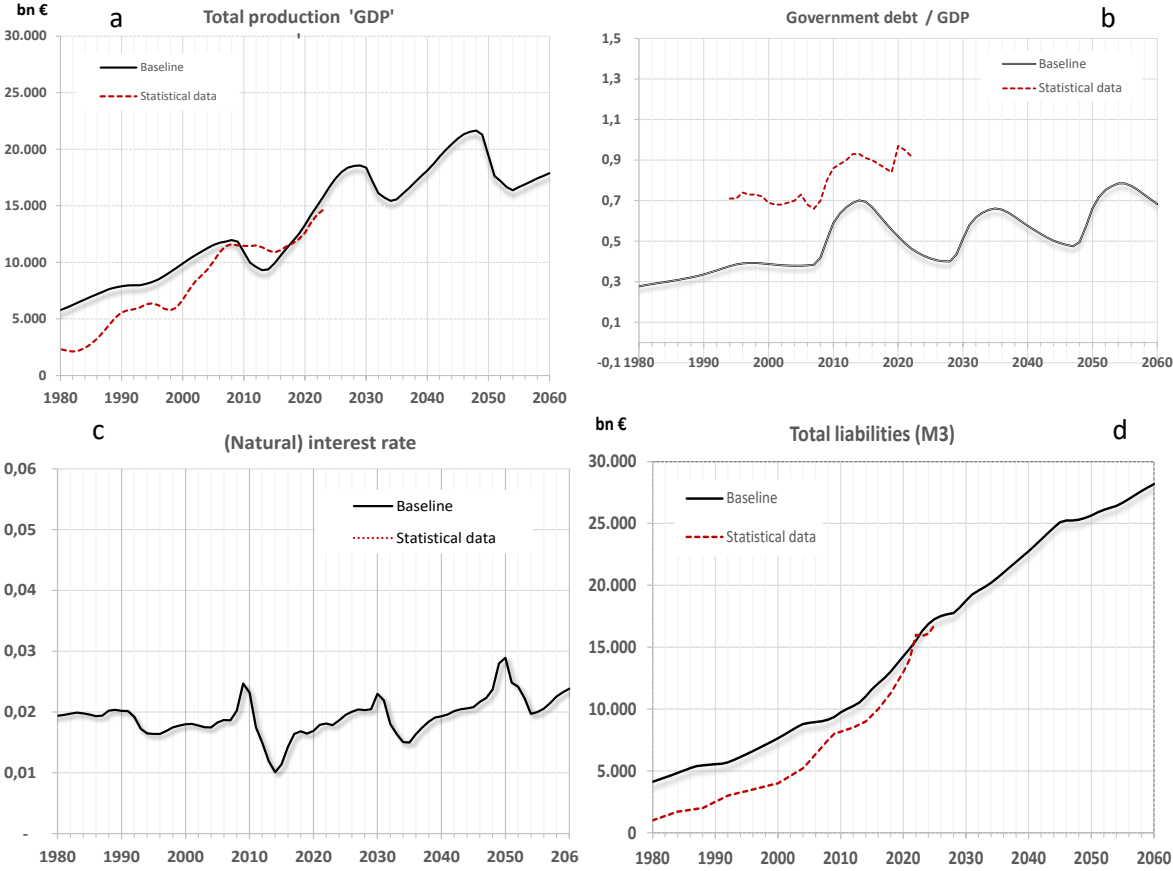 bn €
a
Total production 'GDP'
30.000
25.000
20.000
15.000
10.000
5.000
0
Baseline
Statistical data
1980 1990 2000 2010 2020 2030 2040 2050 2060
b
Government debt / GDP
1,5
1,3
1,1
0,9
0,7
0,5
0,3
0,1
-0,1
Baseline
Statistical data
1980 1990 2000 2010 2020 2030 2040 2050 2060
c
(Natural) interest rate
0,06
0,05
0,04
0,03
0,02
0,01
-
Baseline
Statistical data
1980 1990 2000 2010 2020 2030 2040 2050 206
bn €
Total liabilities (M3)
d
30.000
25.000
20.000
15.000
10.000
5.000
0
Baseline
Statistical data
1980 1990 2000 2010 2020 2030 2040 2050 2060